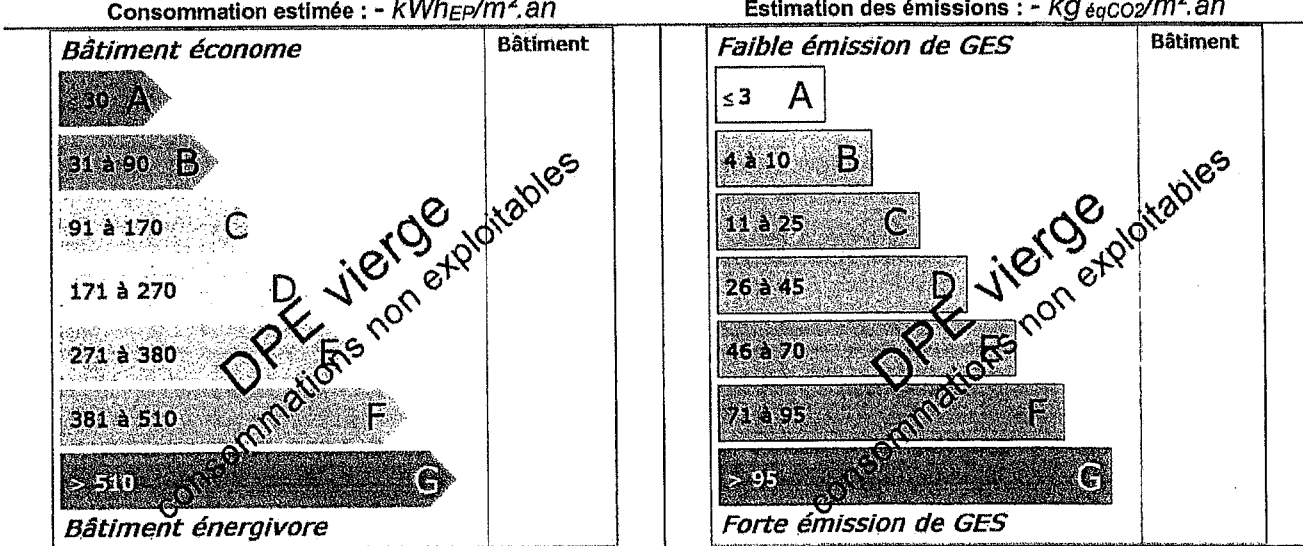 Consommation estimée : - kWhEP/m².an
Bâtiment économe
Bâtiment
≤ 30 A
31 à 90 B
91 à 170 C
171 à 270 D
271 à 380 E
381 à 510 F
> 510 G
Bâtiment énergivore
DPE vierge
consommations non exploitables
Estimation des émissions : - kg éqCO2/m².an
Faible émission de GES
Bâtiment
≤ 3 A
4 à 10 B
11 à 25 C
26 à 45 D
46 à 70 E
71 à 95 F
> 95 G
Forte émission de GES
DPE vierge
consommations non exploitables